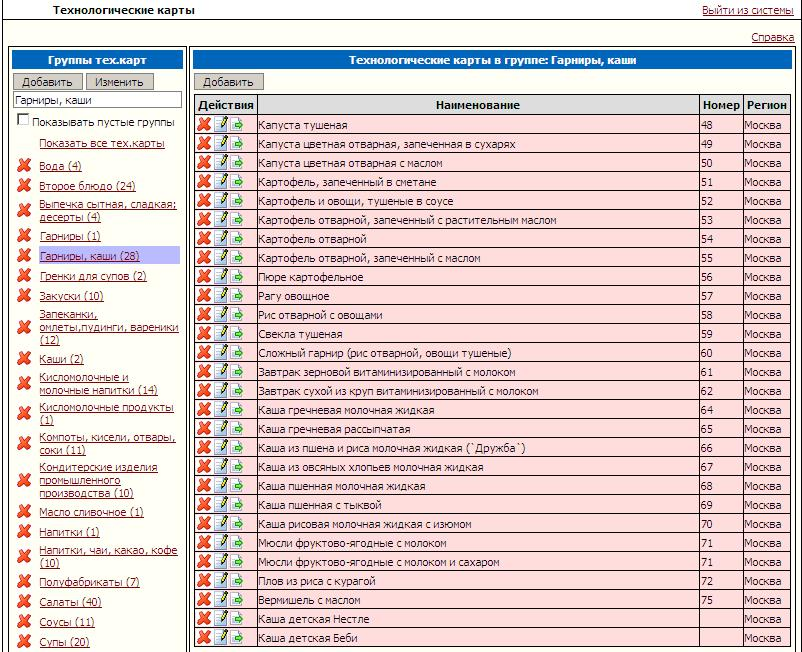 Технологические карты
Выйти из системы
Справка
Группы тех.карт
Добавить
Изменить
Гарниры, каши
Показывать пустые группы
Показать все тех.карты
Вода (4)
Второе блюдо (24)
Выпечка сытная, сладкая;
десерты (4)
Гарниры (1)
Гарниры, каши (28)
Гренки для супов (2)
Закуски (10)
Запеканки,
омлеты,пудинги, вареники
(12)
Каши (2)
Кисломолочные и
молочные напитки (14)
Кисломолочные продукты
(1)
Компоты, кисели, отвары,
соки (11)
Кондитерские изделия
промышленного
производства (10)
Масло сливочное (1)
Напитки (1)
Напитки, чаи, какао, кофе
(10)
Полуфабрикаты (7)
Салаты (40)
Соусы (11)
Супы (20)
Технологические карты в группе: Гарниры, каши
Добавить
Действия Наименование Номер Регион
Капуста тушеная 48 Москва
Капуста цветная отварная, запеченная в сухарях 49 Москва
Капуста цветная отварная с маслом 50 Москва
Картофель, запеченный в сметане 51 Москва
Картофель и овощи, тушеные в соусе 52 Москва
Картофель отварной, запеченный с растительным маслом 53 Москва
Картофель отварной 54 Москва
Картофель отварной, запеченный с маслом 55 Москва
Пюре картофельное 56 Москва
Рагу овощное 57 Москва
Рис отварной с овощами 58 Москва
Свекла тушеная 59 Москва
Сложный гарнир (рис отварной, овощи тушеные) 60 Москва
Завтрак зерновой витаминизированный с молоком 61 Москва
Завтрак сухой из круп витаминизированный с молоком 62 Москва
Каша гречневая молочная жидкая 64 Москва
Каша гречневая рассыпчатая 65 Москва
Каша из пшена и риса молочная жидкая (`Дружба`) 66 Москва
Каша из овсяных хлопьев молочная жидкая 67 Москва
Каша пшенная молочная жидкая 68 Москва
Каша пшенная с тыквой 69 Москва
Каша рисовая молочная жидкая с изюмом 70 Москва
Мюсли фруктово-ягодные с молоком 71 Москва
Мюсли фруктово-ягодные с молоком и сахаром 71 Москва
Плов из риса с курагой 72 Москва
Вермишель с маслом 75 Москва
Каша детская Нестле Москва
Каша детская Беби Москва